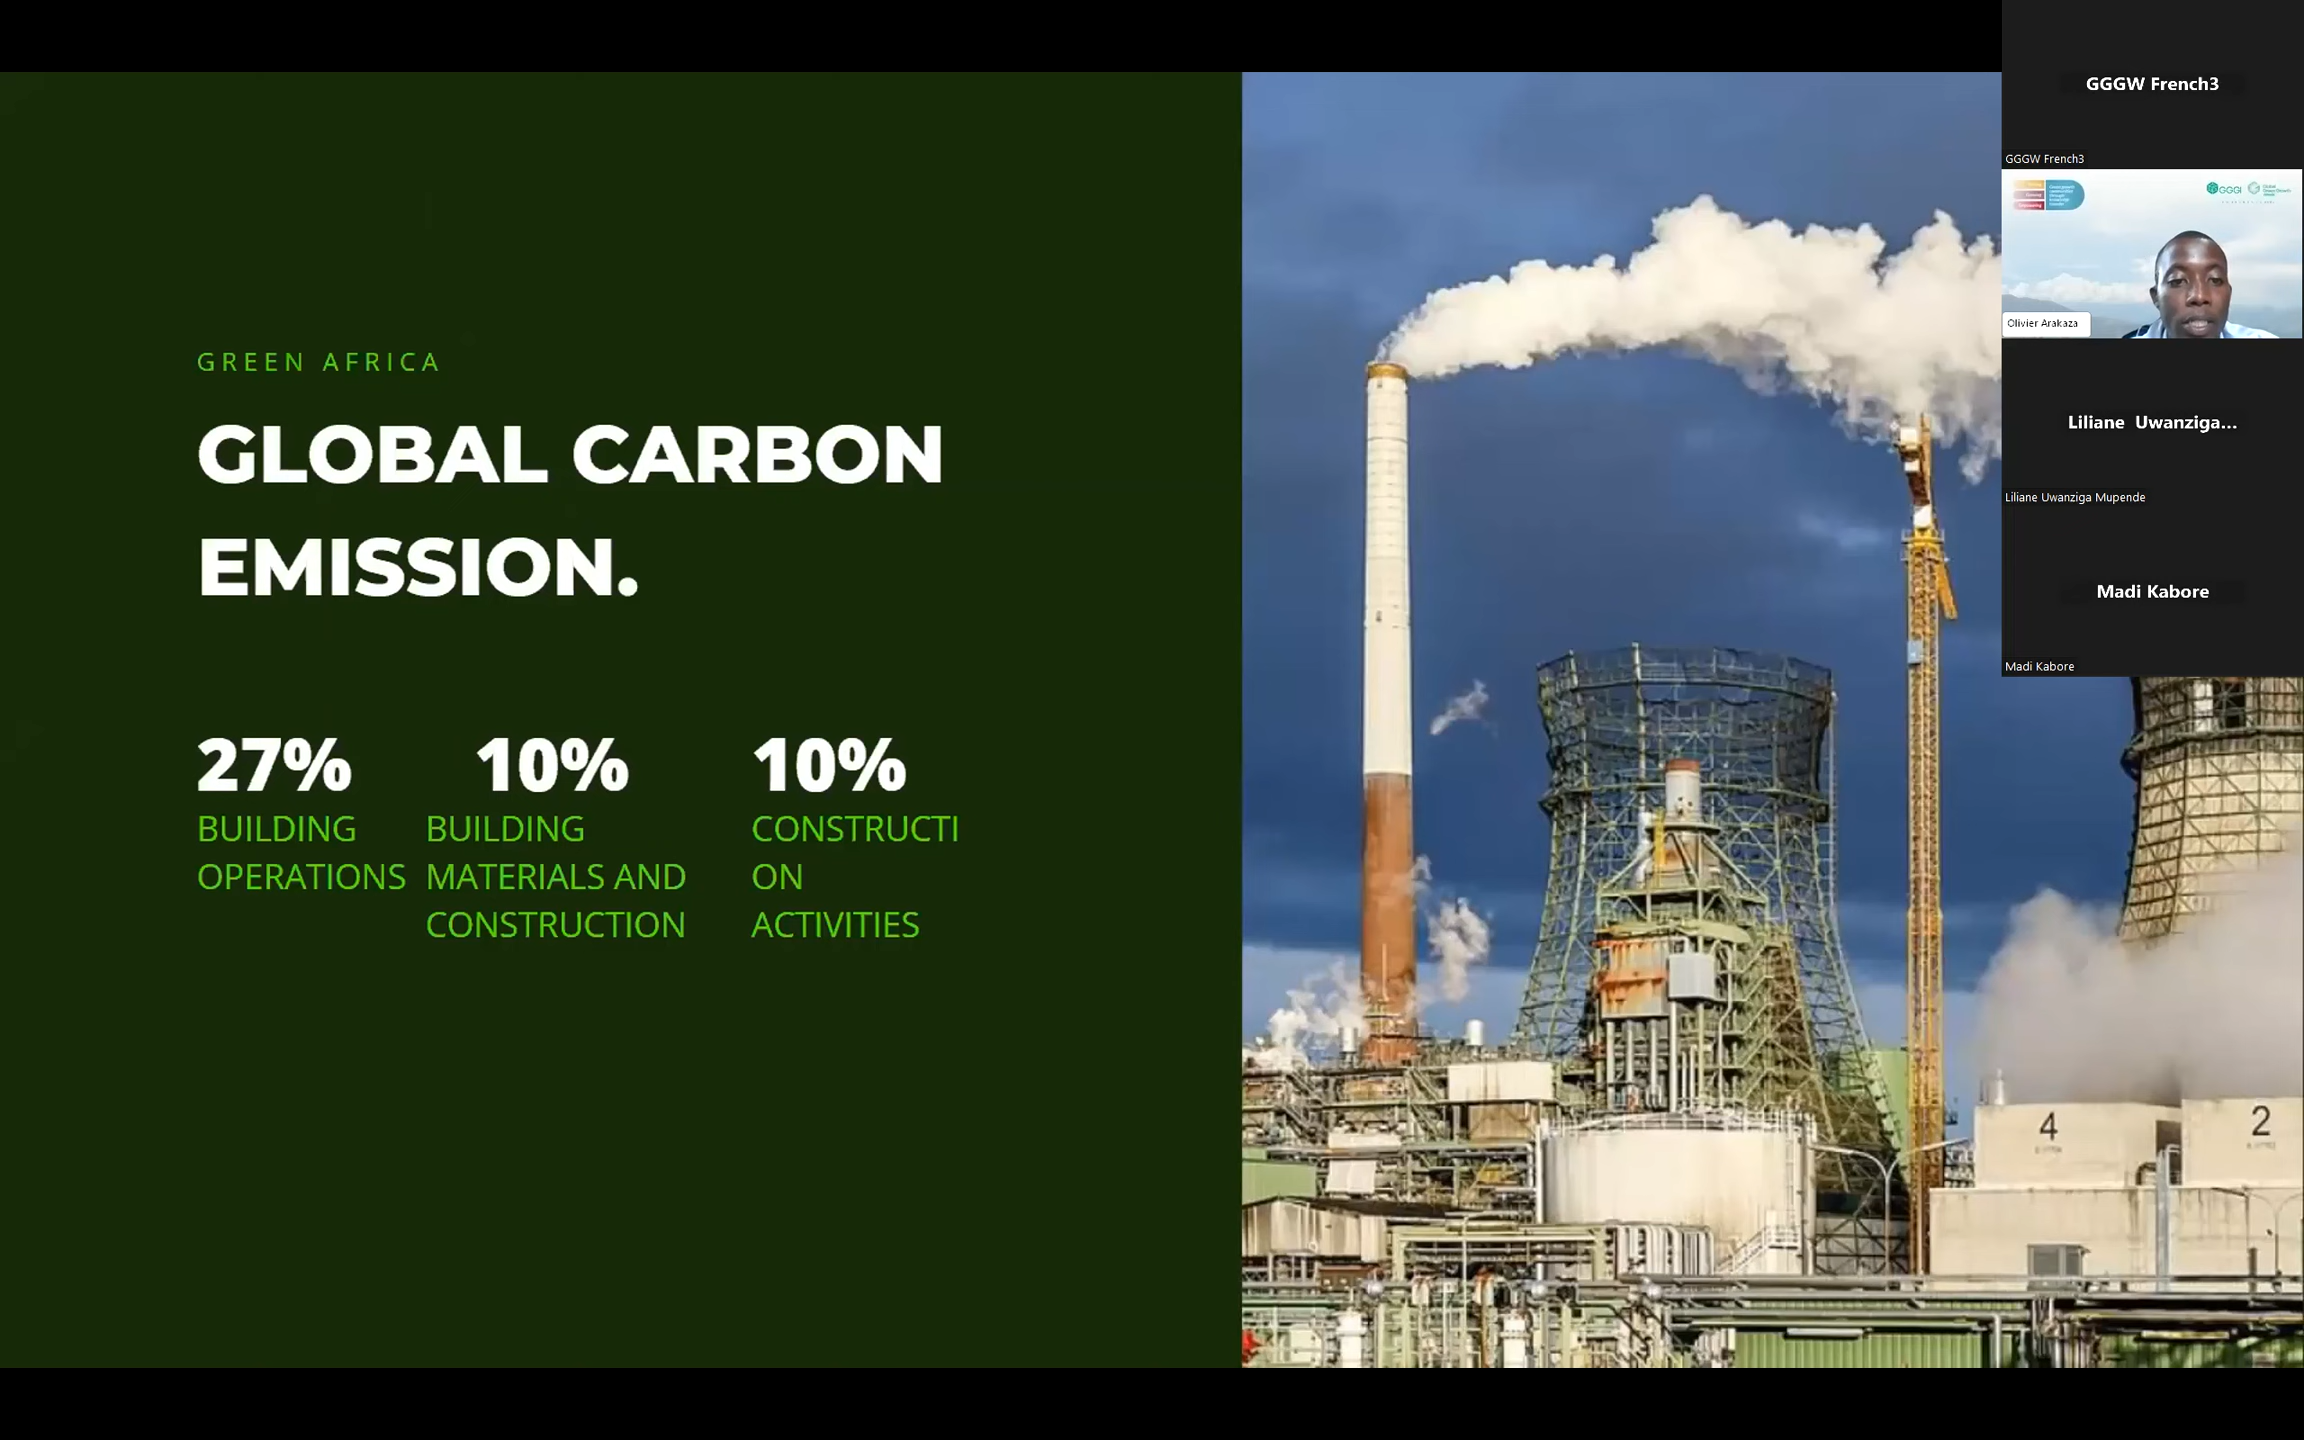 GREEN AFRICA
GLOBAL CARBON
EMISSION.
27%
BUILDING
OPERATIONS
10%
BUILDING
MATERIALS AND
CONSTRUCTION
10%
CONSTRUCTI
ON
ACTIVITIES
4
2
GGGW French3
GGGW French3
GGGI
Olivier Arakaza
Liliane Uwanziga...
Liliane Uwanziga Mupende
Madi Kabore
Madi Kabore